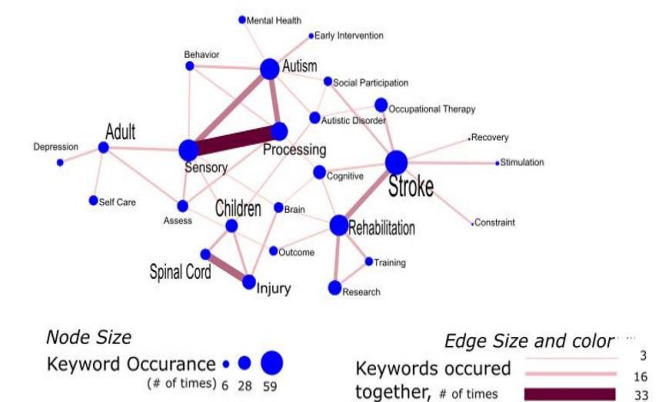 Mental Health
Early Intervention
Behavior
Autism
Social Participation
Occupational Therapy
Autistic Disorder
Adult
Recovery
Depression
Processing
Sensory
Stimulation
Cognitive
Stroke
Self Care
Children
Brain
Assess
Constraint
Rehabilitation
Outcome
Spinal Cord
Training
Injury
Research
Node Size
Keyword Occurance
(# of times) 6 28 59
Edge Size and color
Keywords occured
together, # of times
3
16
33